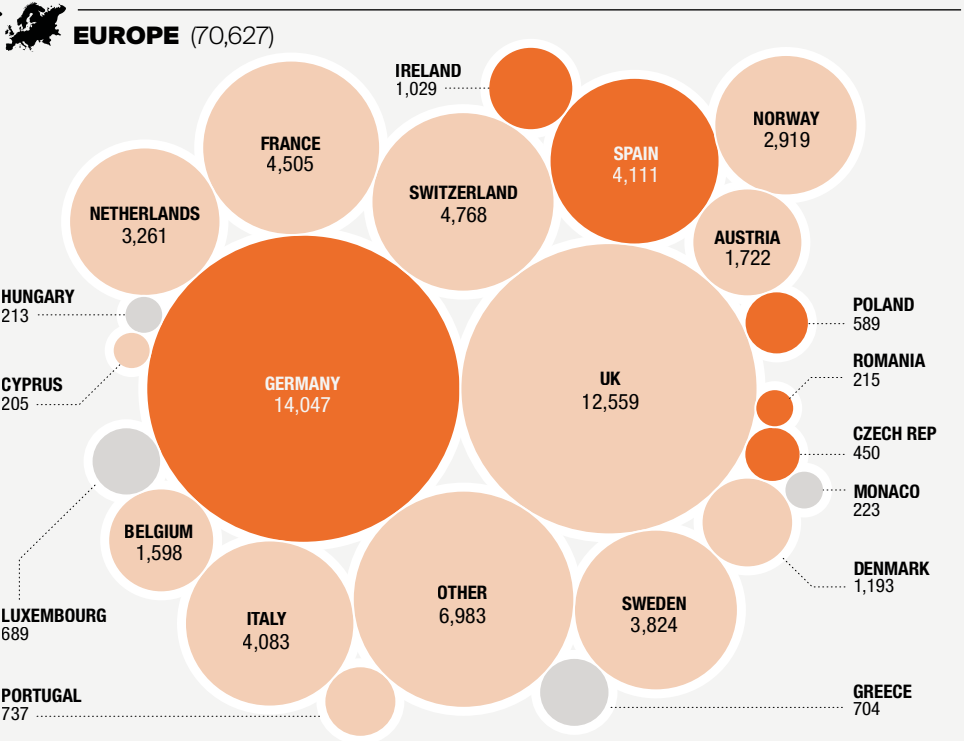 EUROPE (70,627)
IRELAND
1,029
FRANCE
4,505
NORWAY
2,919
SPAIN
4,111
SWITZERLAND
4,768
NETHERLANDS
3,261
AUSTRIA
1,722
HUNGARY
213
POLAND
589
CYPRUS
205
GERMANY
14,047
UK
12,559
ROMANIA
215
CZECH REP
450
MONACO
223
BELGIUM
1,598
DENMARK
1,193
LUXEMBOURG
689
ITALY
4,083
OTHER
6,983
SWEDEN
3,824
PORTUGAL
737
GREECE
704